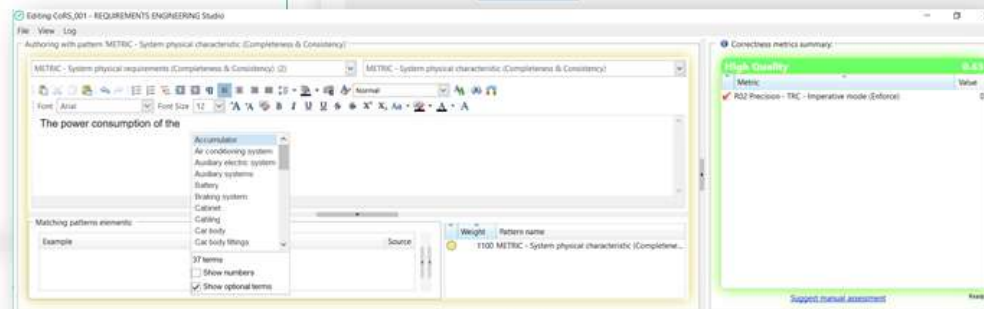 Editing CoRS_001 - REQUIREMENTS ENGINEERING Studio
File View Log
Authoring with pattern 'METRIC - System physical characteristic (Completeness & Consistency)'
Correctness metrics summary:
METRIC - System physical requirements (Completeness & Consistency) (2)
METRIC - System physical characteristic (Completeness & Consistency)
High Quality
Metric Value
Normal
R02 Precision - TRC - Imperative mode (Enforce)
Font Arial Font Size 12
The power consumption of the
Accumulator
Air conditioning system
Auxiliary electric system
Auxiliary systems
Battery
Braking system
Cabinet
Cabling
Car body
Car body fittings
Matching patterns elements:
Example Source
Weight Pattern name
1100 METRIC - System physical characteristic (Completene...
37 terms
Show numbers
Show optional terms
Suggest manual assessment